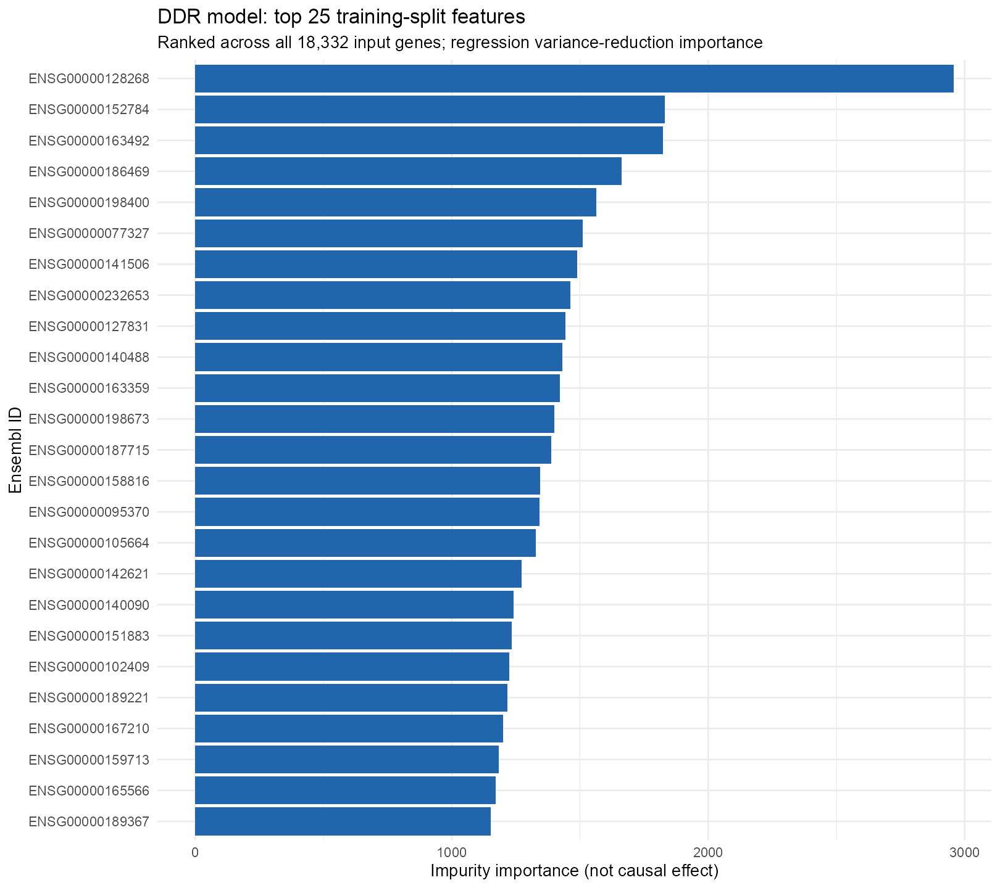 DDR model: top 25 training-split features
Ranked across all 18,332 input genes; regression variance-reduction importance
Ensembl ID
ENSG00000128268
ENSG00000152784
ENSG00000163492
ENSG00000186469
ENSG00000198400
ENSG00000077327
ENSG00000141506
ENSG00000232653
ENSG00000127831
ENSG00000140488
ENSG00000163359
ENSG00000198673
ENSG00000187715
ENSG00000158816
ENSG00000095370
ENSG00000105664
ENSG00000142621
ENSG00000140090
ENSG00000151883
ENSG00000102409
ENSG00000189221
ENSG00000167210
ENSG00000159713
ENSG00000165566
ENSG00000189367
0 1000 2000 3000
Impurity importance (not causal effect)